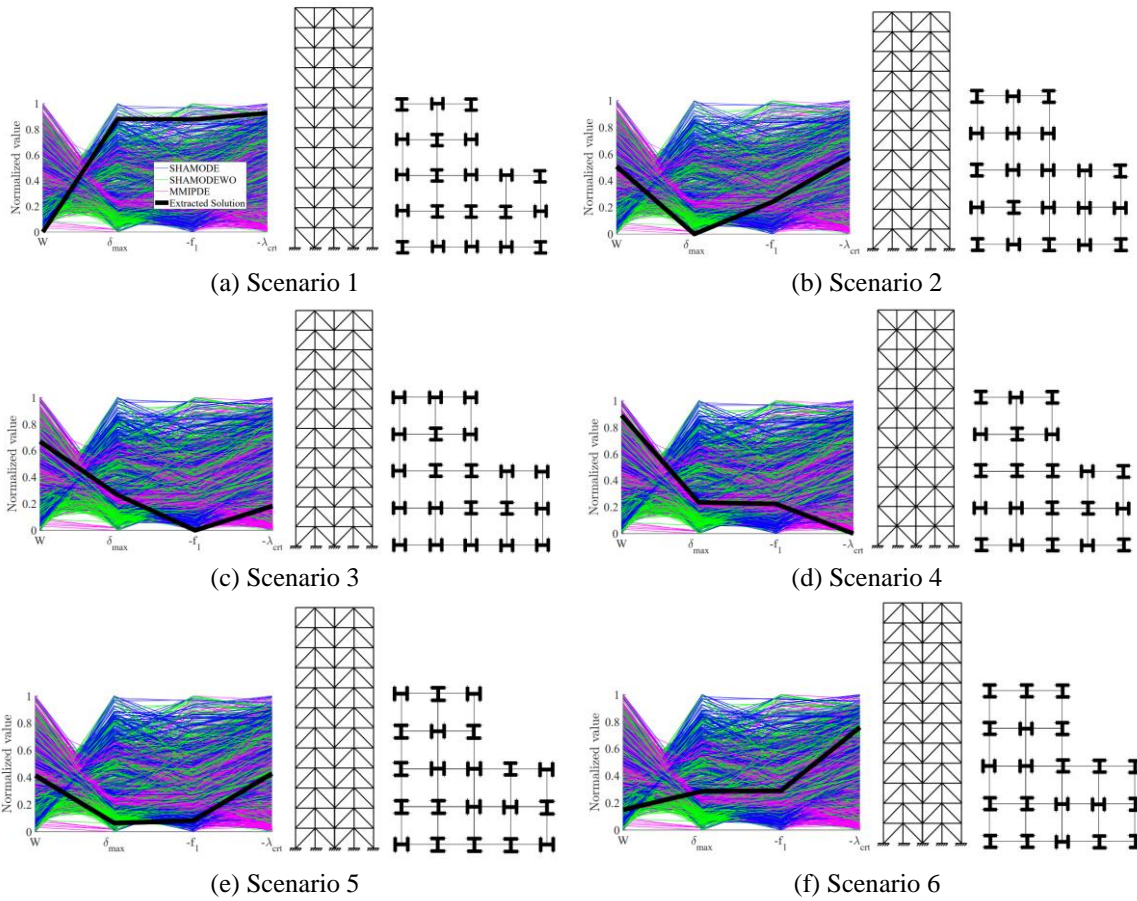 1
0.8
0.6
0.4
0.2
0
Normalized value
SHAMODE
SHAMODEWO
MMIPDE
Extracted Solution
W
δmax
-f1
-λcrt
(a) Scenario 1
1
0.8
0.6
0.4
0.2
0
Normalized value
W
δmax
-f1
-λcrt
(b) Scenario 2
1
0.8
0.6
0.4
0.2
0
Normalized value
W
δmax
-f1
-λcrt
(c) Scenario 3
1
0.8
0.6
0.4
0.2
0
Normalized value
W
δmax
-f1
-λcrt
(d) Scenario 4
1
0.8
0.6
0.4
0.2
0
Normalized value
W
δmax
-f1
-λcrt
(e) Scenario 5
1
0.8
0.6
0.4
0.2
0
Normalized value
W
δmax
-f1
-λcrt
(f) Scenario 6